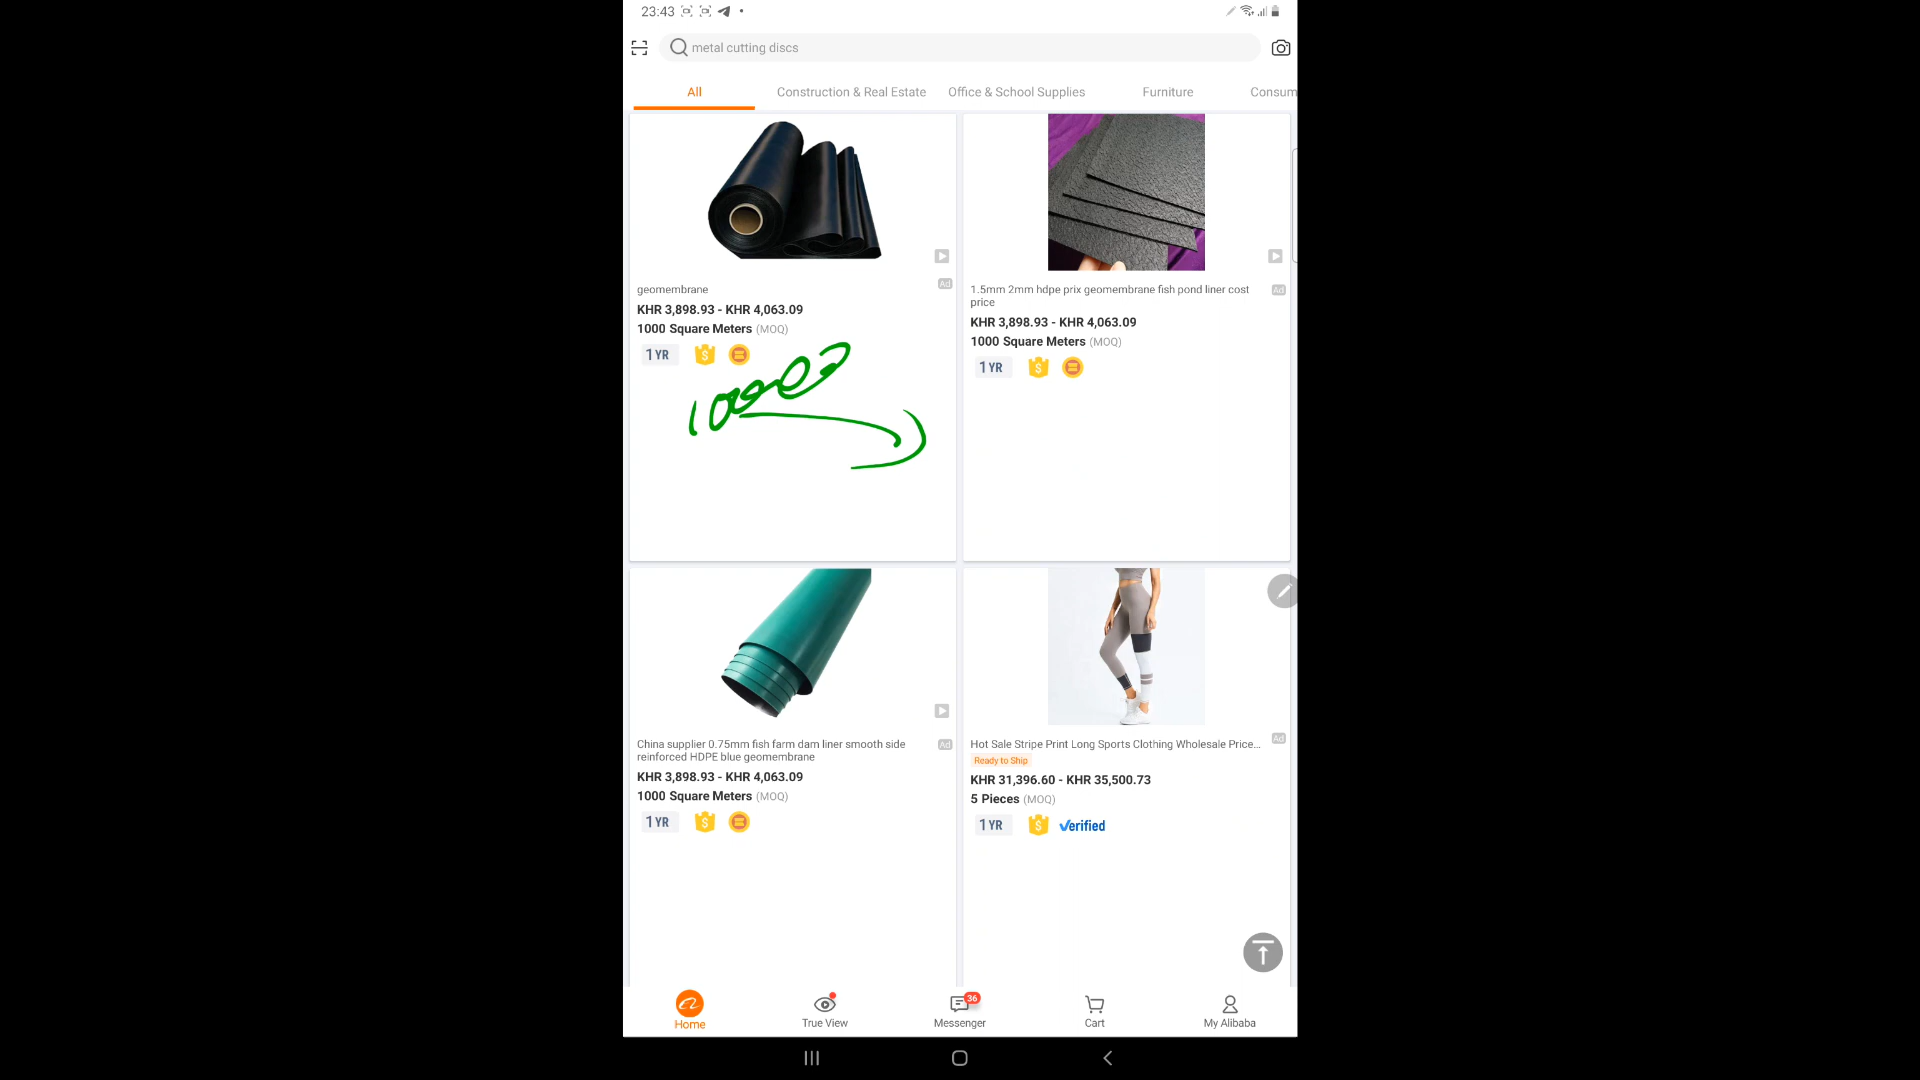 23:43
metal cutting discs
All Construction & Real Estate Office & School Supplies Furniture Consum
Ad
geomembrane
KHR 3,898.93 - KHR 4,063.09
1000 Square Meters (MOQ)
1 YR
Ad
1.5mm 2mm hdpe prix geomembrane fish pond liner cost
price
KHR 3,898.93 - KHR 4,063.09
1000 Square Meters (MOQ)
1 YR
Ad
China supplier 0.75mm fish farm dam liner smooth side
reinforced HDPE blue geomembrane
KHR 3,898.93 - KHR 4,063.09
1000 Square Meters (MOQ)
1 YR
Ad
Hot Sale Stripe Print Long Sports Clothing Wholesale Price...
Ready to Ship
KHR 31,396.60 - KHR 35,500.73
5 Pieces (MOQ)
1 YR Verified
36
Home True View Messenger Cart My Alibaba